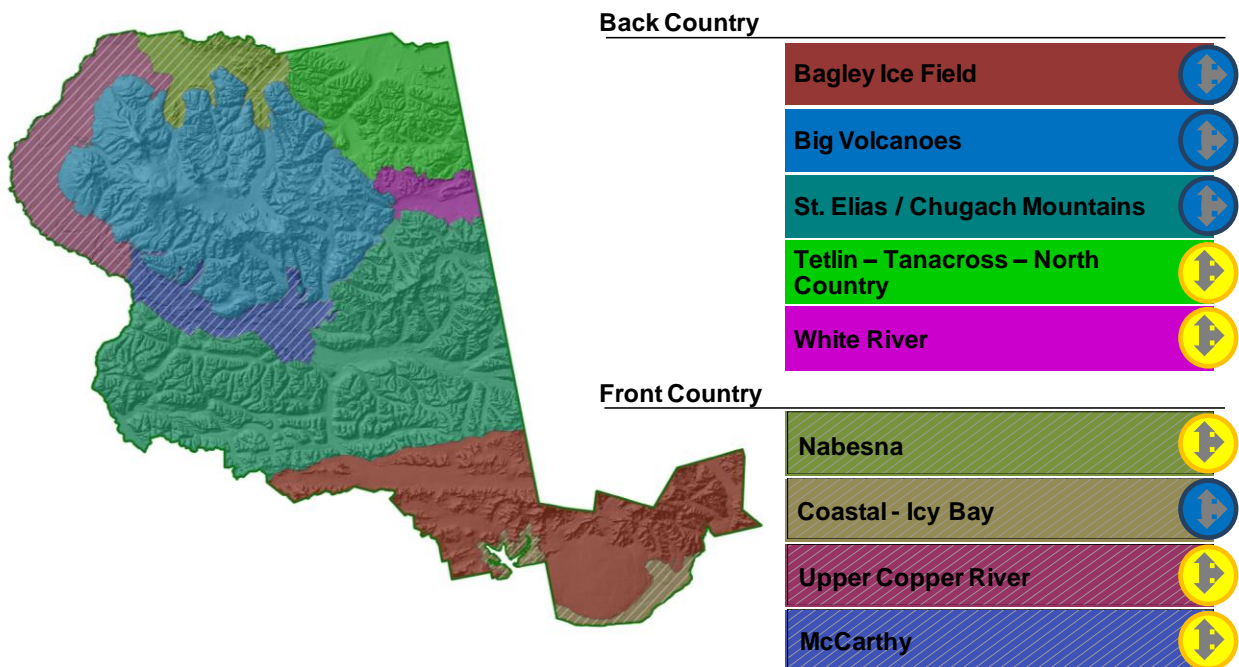 Back Country
Bagley Ice Field
Big Volcanoes
St. Elias / Chugach Mountains
Tetlin – Tanacross – North
Country
White River
Front Country
Nabesna
Coastal - Icy Bay
Upper Copper River
McCarthy